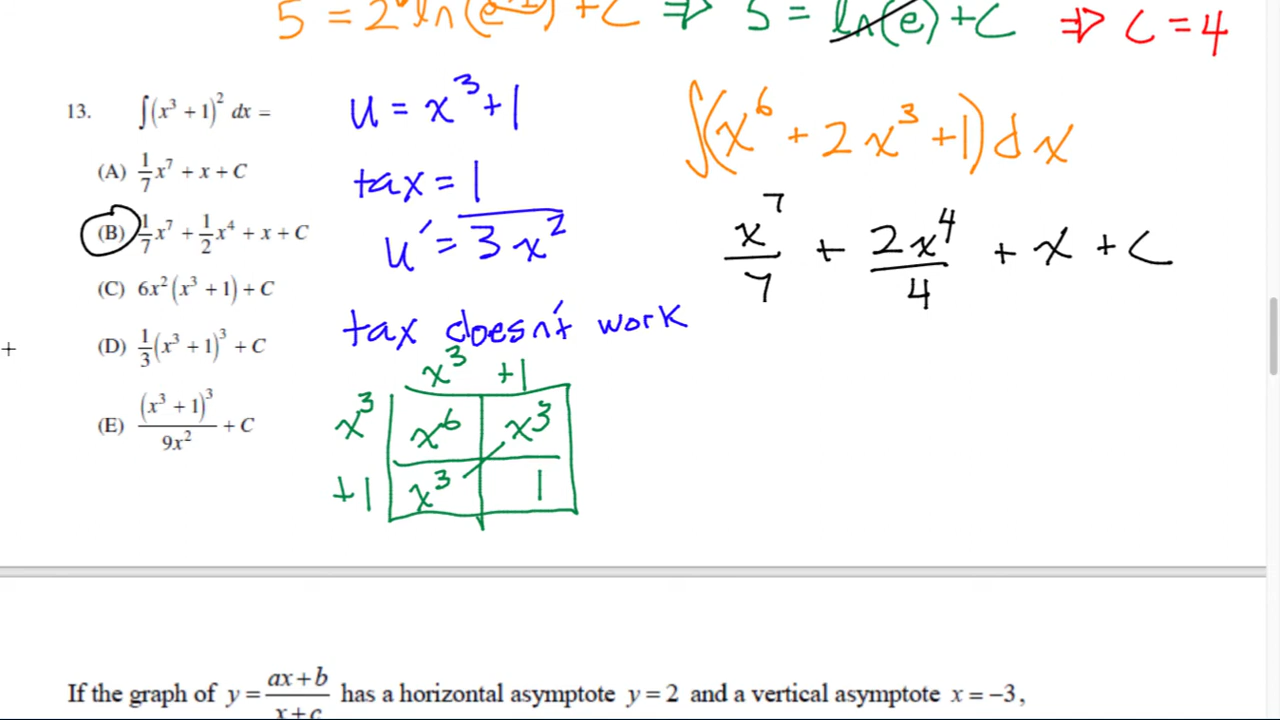 5 = 2 ln(e) + C ⇒ 5 = ln(e) + C ⇒ C = 4
13. ∫(x³ + 1)² dx =
(A) 1/7 x⁷ + x + C
(B) 1/7 x⁷ + 1/2 x⁴ + x + C
(C) 6x²(x³ + 1) + C
(D) 1/3 (x³ + 1)³ + C
(E) (x³ + 1)³ / 9x² + C
u = x³ + 1
tax = 1
u′ = 3x²
tax doesn't work
x³ +1
x³ x⁶ x³
+1 x³ 1
∫(x⁶ + 2x³ + 1) dx
x⁷/7 + 2x⁴/4 + x + C
+
If the graph of y = (ax + b)/(x + c) has a horizontal asymptote y = 2 and a vertical asymptote x = −3,